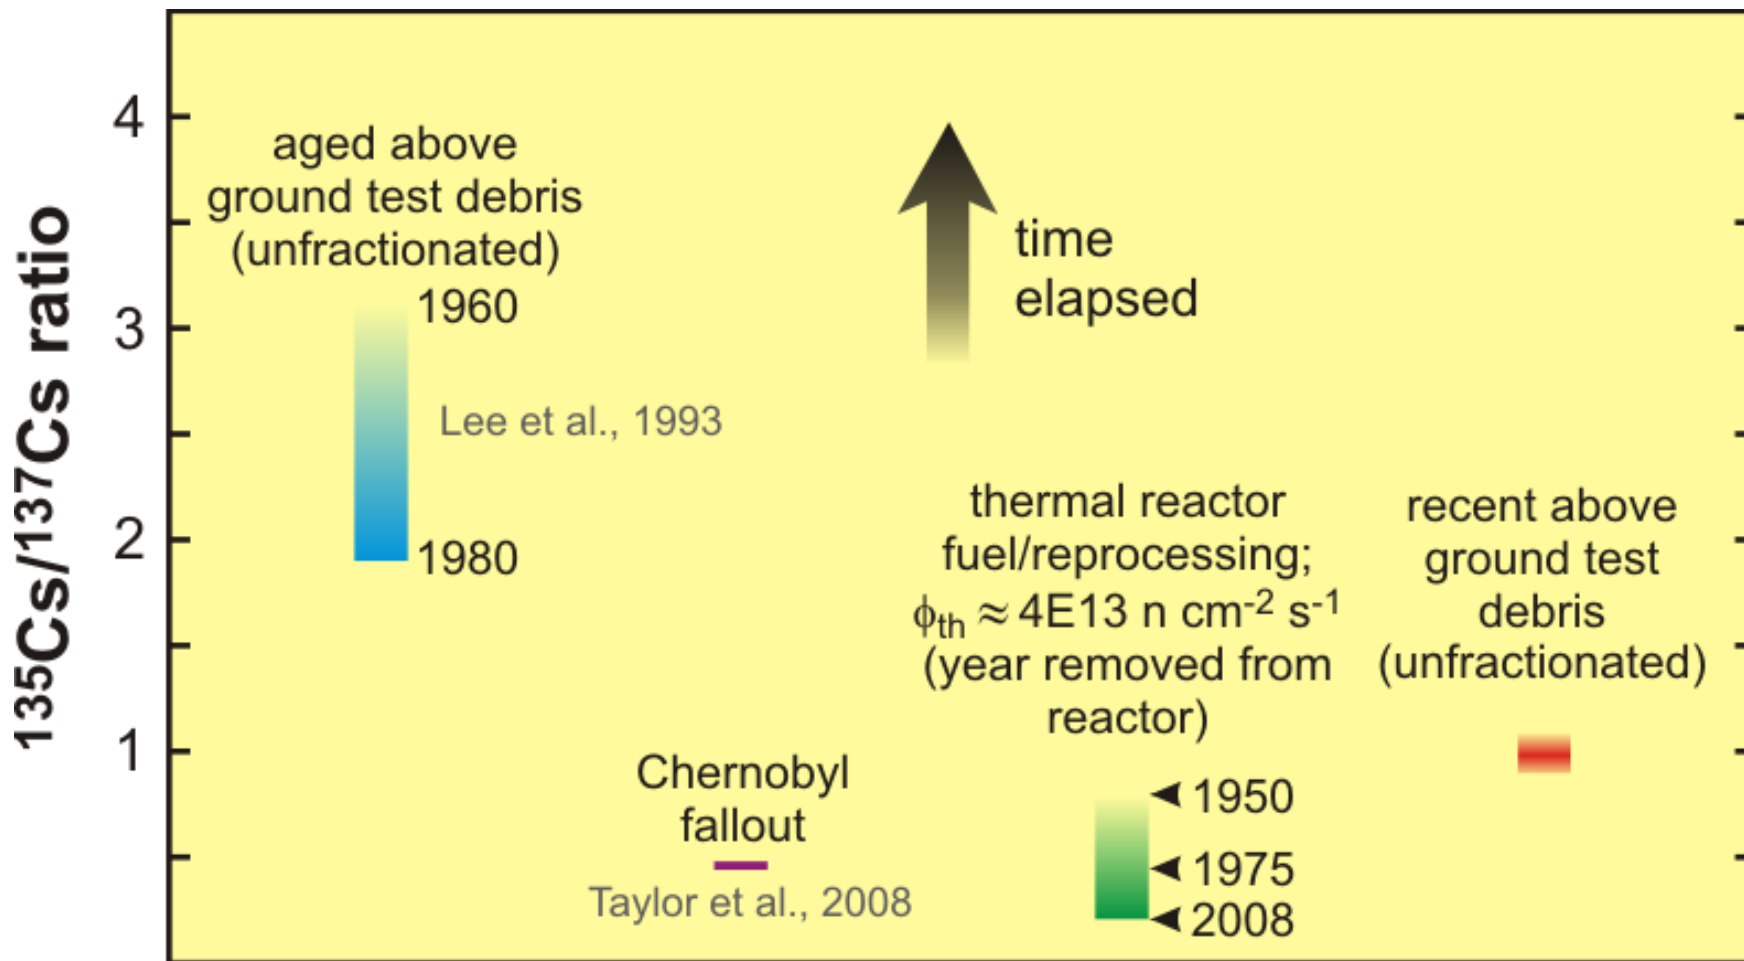 135Cs/137Cs ratio
4
3
2
1
aged above
ground test debris
(unfractionated)
1960
Lee et al., 1993
1980
time
elapsed
Chernobyl
fallout
Taylor et al., 2008
thermal reactor
fuel/reprocessing;
ϕth ≈ 4E13 n cm-2 s-1
(year removed from
reactor)
1950
1975
2008
recent above
ground test
debris
(unfractionated)